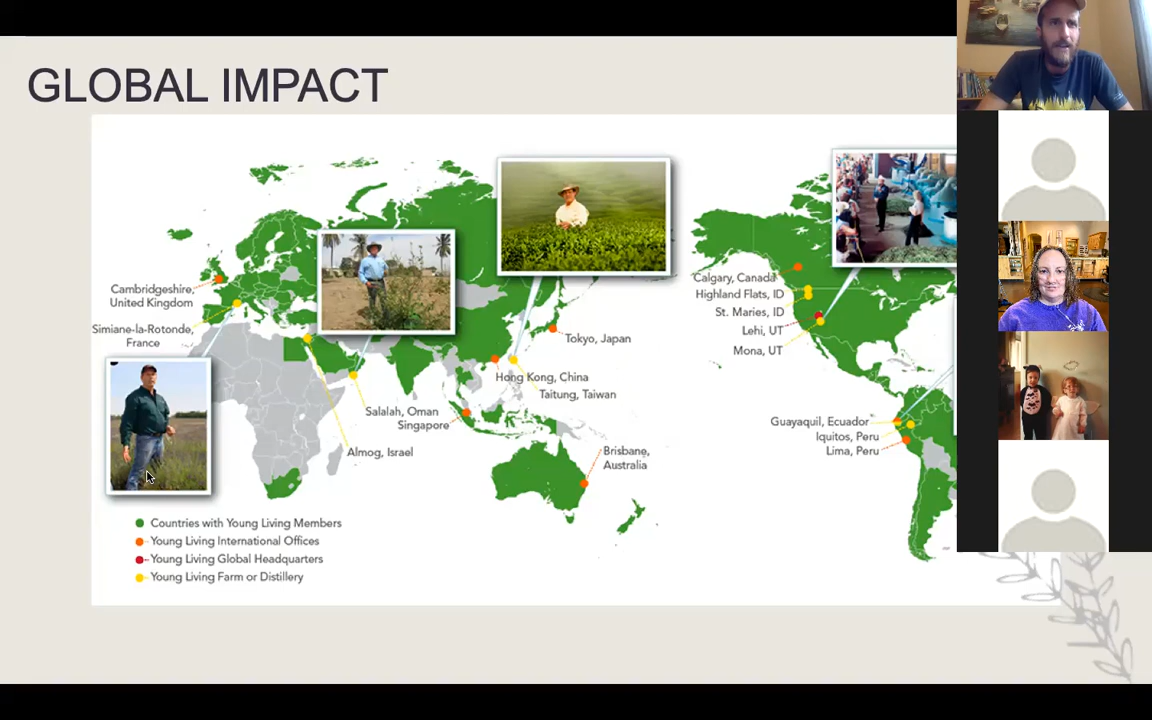 GLOBAL IMPACT
Cambridgeshire,
United Kingdom
Simiane-la-Rotonde,
France
Salalah, Oman
Singapore
Almog, Israel
Tokyo, Japan
Hong Kong, China
Taitung, Taiwan
Brisbane,
Australia
Calgary, Canada
Highland Flats, ID
St. Maries, ID
Lehi, UT
Mona, UT
Guayaquil, Ecuador
Iquitos, Peru
Lima, Peru
Countries with Young Living Members
Young Living International Offices
Young Living Global Headquarters
Young Living Farm or Distillery